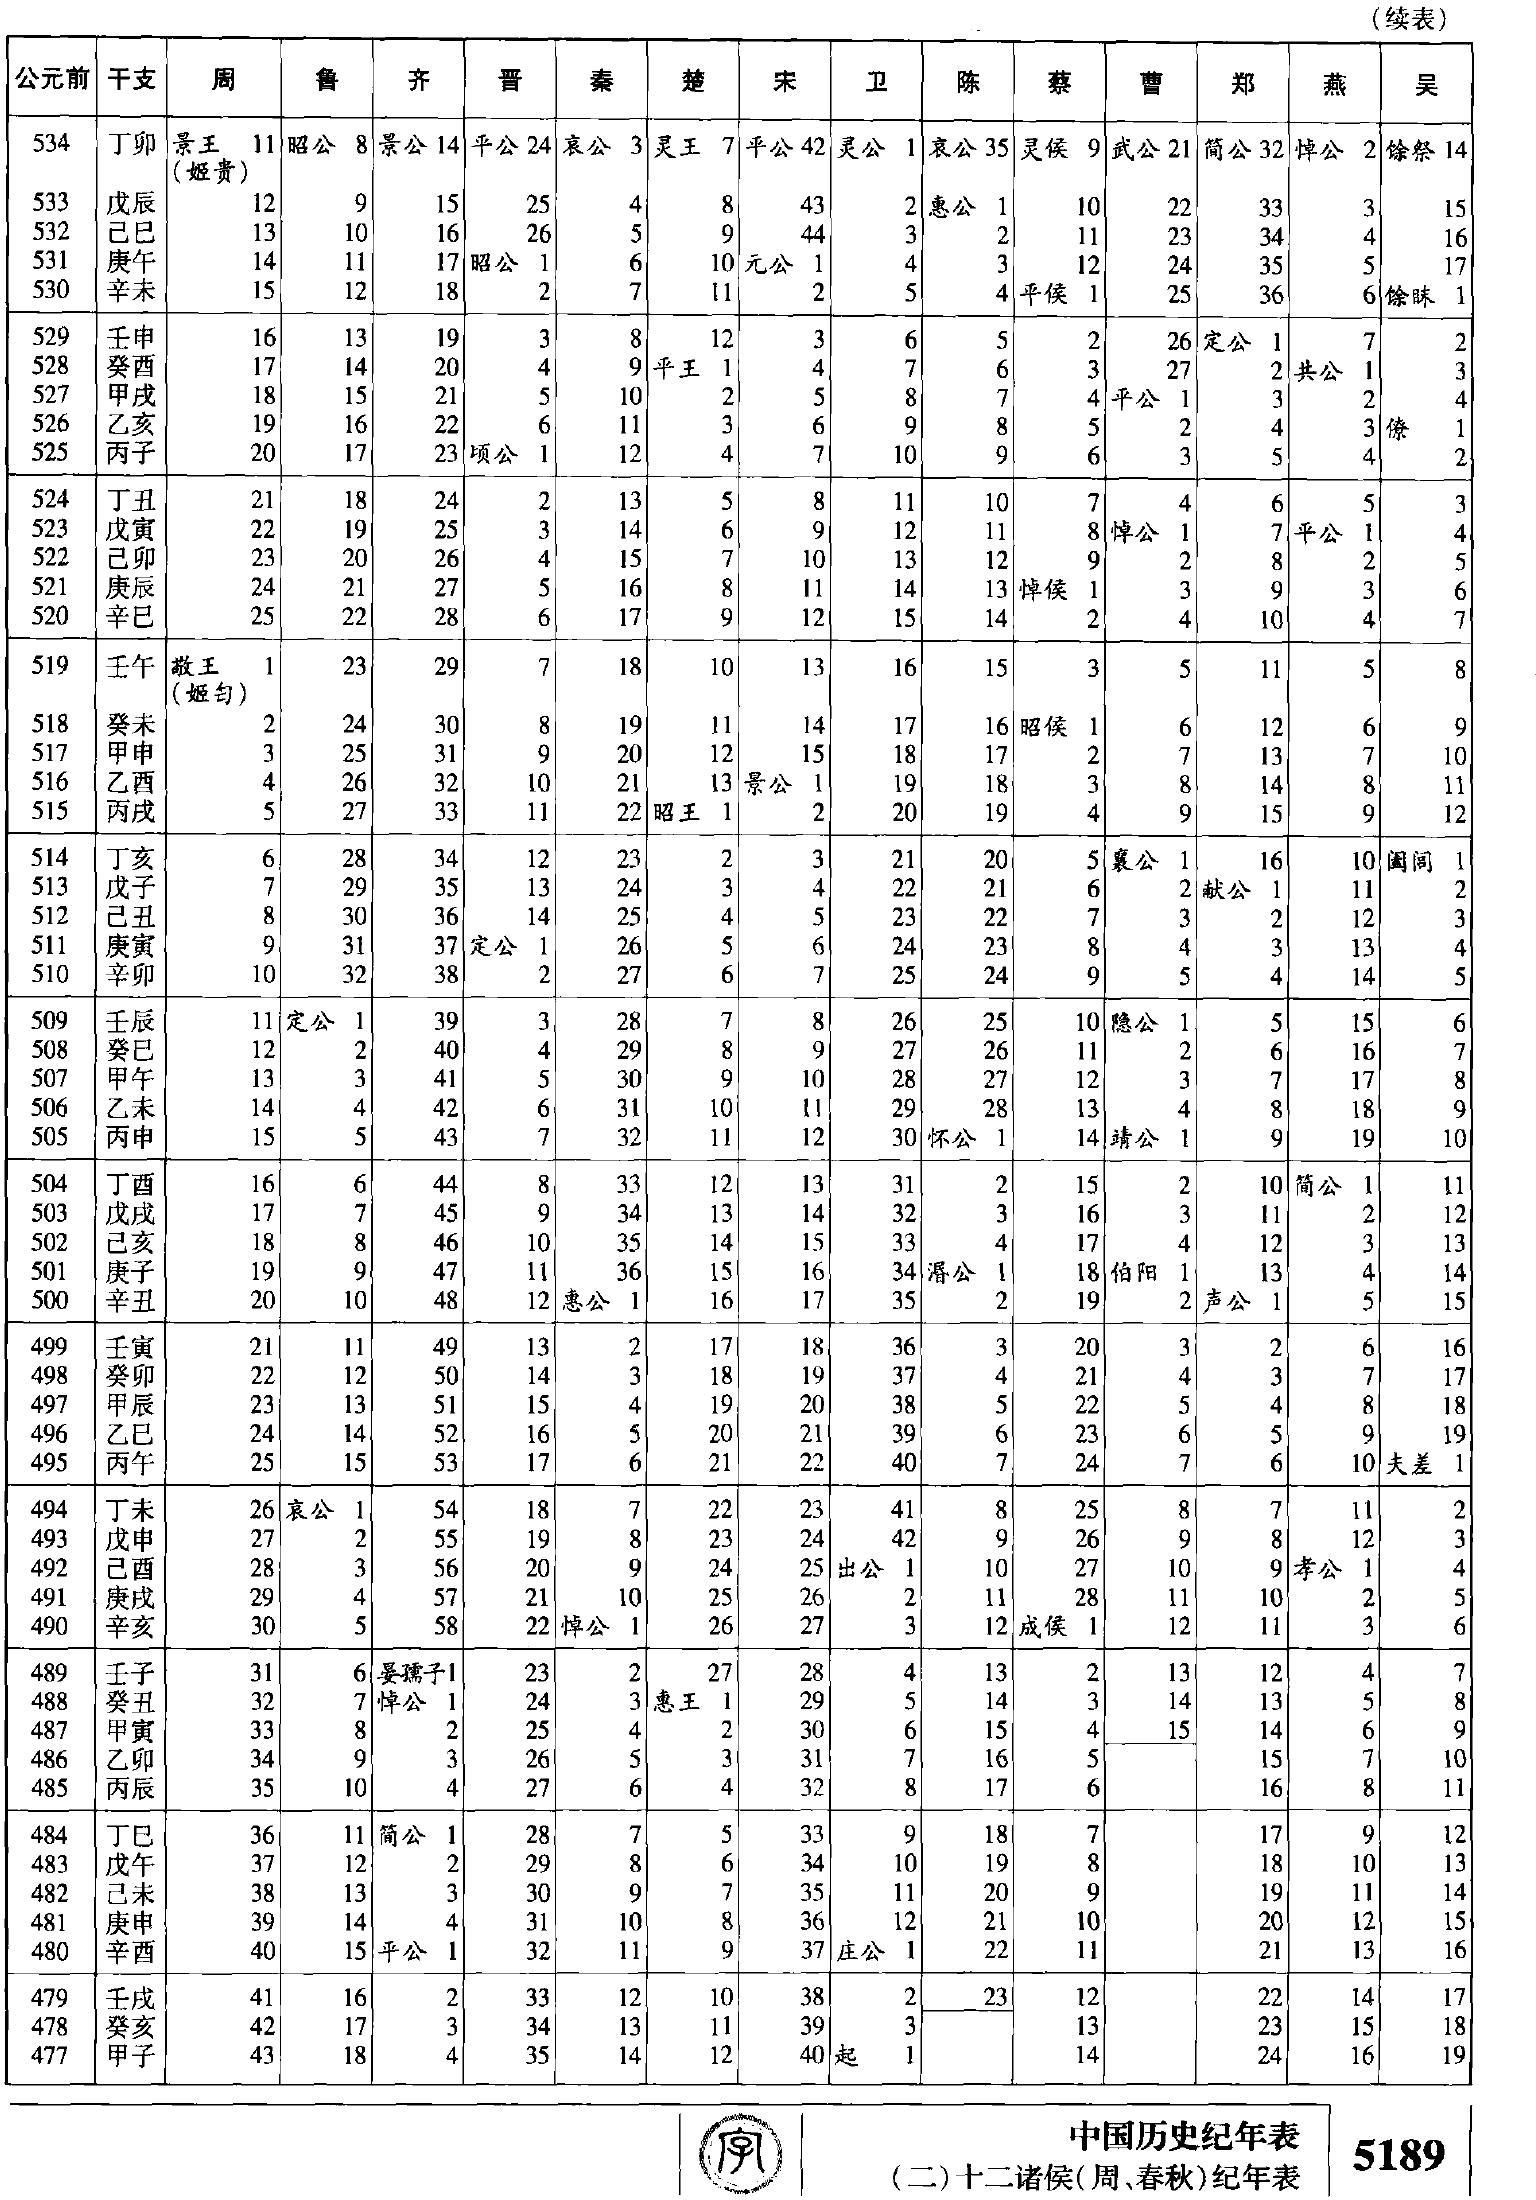 (续表)
公元前 干支 周 鲁 齐 晋 秦 楚 宋 卫 陈 蔡 曹 郑 燕 吴
534 丁卯 景王 11 昭公 8 景公 14 平公 24 哀公 3 灵王 7 平公 42 灵公 1 哀公 35 灵侯 9 武公 21 简公 32 悼公 2 馀祭 14
(姬贵)
533 戊辰 12 9 15 25 4 8 43 2 惠公 1 10 22 33 3 15
532 己巳 13 10 16 26 5 9 44 3 2 11 23 34 4 16
531 庚午 14 11 17 昭公 1 6 10 元公 1 4 3 12 24 35 5 17
530 辛未 15 12 18 2 7 11 2 5 4 平侯 1 25 36 6 馀眛 1
529 壬申 16 13 19 3 8 12 3 6 5 2 26 定公 1 7 2
528 癸酉 17 14 20 4 9 平王 1 4 7 6 3 27 2 共公 1 3
527 甲戌 18 15 21 5 10 2 5 8 7 4 平公 1 3 2 4
526 乙亥 19 16 22 6 11 3 6 9 8 5 2 4 3 僚 1
525 丙子 20 17 23 顷公 1 12 4 7 10 9 6 3 5 4 2
524 丁丑 21 18 24 2 13 5 8 11 10 7 4 6 5 3
523 戊寅 22 19 25 3 14 6 9 12 11 8 悼公 1 7 平公 1 4
522 己卯 23 20 26 4 15 7 10 13 12 9 2 8 2 5
521 庚辰 24 21 27 5 16 8 11 14 13 悼侯 1 3 9 3 6
520 辛巳 25 22 28 6 17 9 12 15 14 2 4 10 4 7
519 壬午 敬王 1 23 29 7 18 10 13 16 15 3 5 11 5 8
(姬匄)
518 癸未 2 24 30 8 19 11 14 17 16 昭侯 1 6 12 6 9
517 甲申 3 25 31 9 20 12 15 18 17 2 7 13 7 10
516 乙酉 4 26 32 10 21 13 景公 1 19 18 3 8 14 8 11
515 丙戌 5 27 33 11 22 昭王 1 2 20 19 4 9 15 9 12
514 丁亥 6 28 34 12 23 2 3 21 20 5 襄公 1 16 10 阖闾 1
513 戊子 7 29 35 13 24 3 4 22 21 6 2 献公 1 11 2
512 己丑 8 30 36 14 25 4 5 23 22 7 3 2 12 3
511 庚寅 9 31 37 定公 1 26 5 6 24 23 8 4 3 13 4
510 辛卯 10 32 38 2 27 6 7 25 24 9 5 4 14 5
509 壬辰 11 定公 1 39 3 28 7 8 26 25 10 隐公 1 5 15 6
508 癸巳 12 2 40 4 29 8 9 27 26 11 2 6 16 7
507 甲午 13 3 41 5 30 9 10 28 27 12 3 7 17 8
506 乙未 14 4 42 6 31 10 11 29 28 13 4 8 18 9
505 丙申 15 5 43 7 32 11 12 30 怀公 1 14 靖公 1 9 19 10
504 丁酉 16 6 44 8 33 12 13 31 2 15 2 10 简公 1 11
503 戊戌 17 7 45 9 34 13 14 32 3 16 3 11 2 12
502 己亥 18 8 46 10 35 14 15 33 4 17 4 12 3 13
501 庚子 19 9 47 11 36 15 16 34 湣公 1 18 伯阳 1 13 4 14
500 辛丑 20 10 48 12 惠公 1 16 17 35 2 19 2 声公 1 5 15
499 壬寅 21 11 49 13 2 17 18 36 3 20 3 2 6 16
498 癸卯 22 12 50 14 3 18 19 37 4 21 4 3 7 17
497 甲辰 23 13 51 15 4 19 20 38 5 22 5 4 8 18
496 乙巳 24 14 52 16 5 20 21 39 6 23 6 5 9 19
495 丙午 25 15 53 17 6 21 22 40 7 24 7 6 10 夫差 1
494 丁未 26 哀公 1 54 18 7 22 23 41 8 25 8 7 11 2
493 戊申 27 2 55 19 8 23 24 42 9 26 9 8 12 3
492 己酉 28 3 56 20 9 24 25 出公 1 10 27 10 9 孝公 1 4
491 庚戌 29 4 57 21 10 25 26 2 11 28 11 10 2 5
490 辛亥 30 5 58 22 悼公 1 26 27 3 12 成侯 1 12 11 3 6
489 壬子 31 6 晏孺子 1 23 2 27 28 4 13 2 13 12 4 7
488 癸丑 32 7 悼公 1 24 3 惠王 1 29 5 14 3 14 13 5 8
487 甲寅 33 8 2 25 4 2 30 6 15 4 15 14 6 9
486 乙卯 34 9 3 26 5 3 31 7 16 5 15 7 10
485 丙辰 35 10 4 27 6 4 32 8 17 6 16 8 11
484 丁巳 36 11 简公 1 28 7 5 33 9 18 7 17 9 12
483 戊午 37 12 2 29 8 6 34 10 19 8 18 10 13
482 己未 38 13 3 30 9 7 35 11 20 9 19 11 14
481 庚申 39 14 4 31 10 8 36 12 21 10 20 12 15
480 辛酉 40 15 平公 1 32 11 9 37 庄公 1 22 11 21 13 16
479 壬戌 41 16 2 33 12 10 38 2 23 12 22 14 17
478 癸亥 42 17 3 34 13 11 39 3 13 23 15 18
477 甲子 43 18 4 35 14 12 40 起 1 14 24 16 19
字
中国历史纪年表
(二)十二诸侯(周、春秋)纪年表
5189